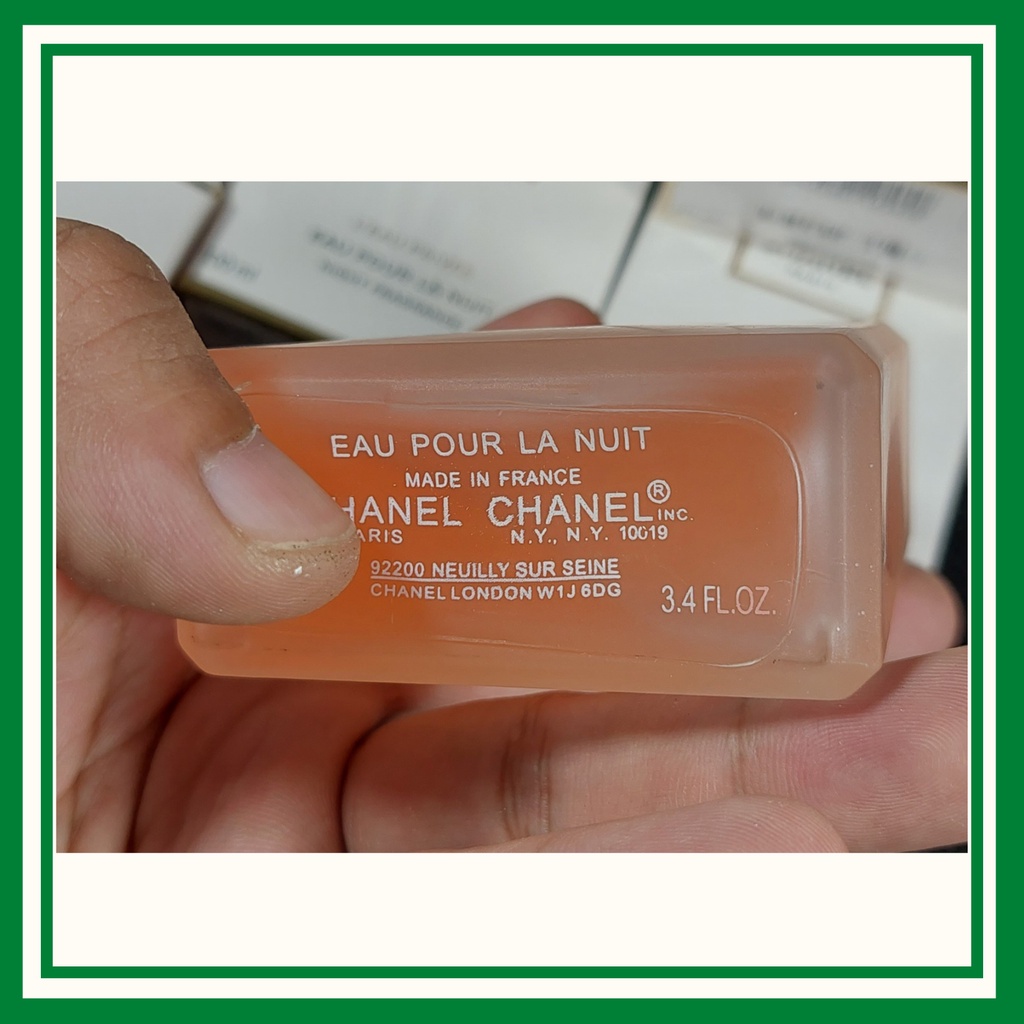 EAU POUR LA NUIT
MADE IN FRANCE
HANEL CHANEL® INC.
ARIS N.Y., N.Y. 10019
92200 NEUILLY SUR SEINE
CHANEL LONDON W1J 6DG
3.4 FL.OZ.